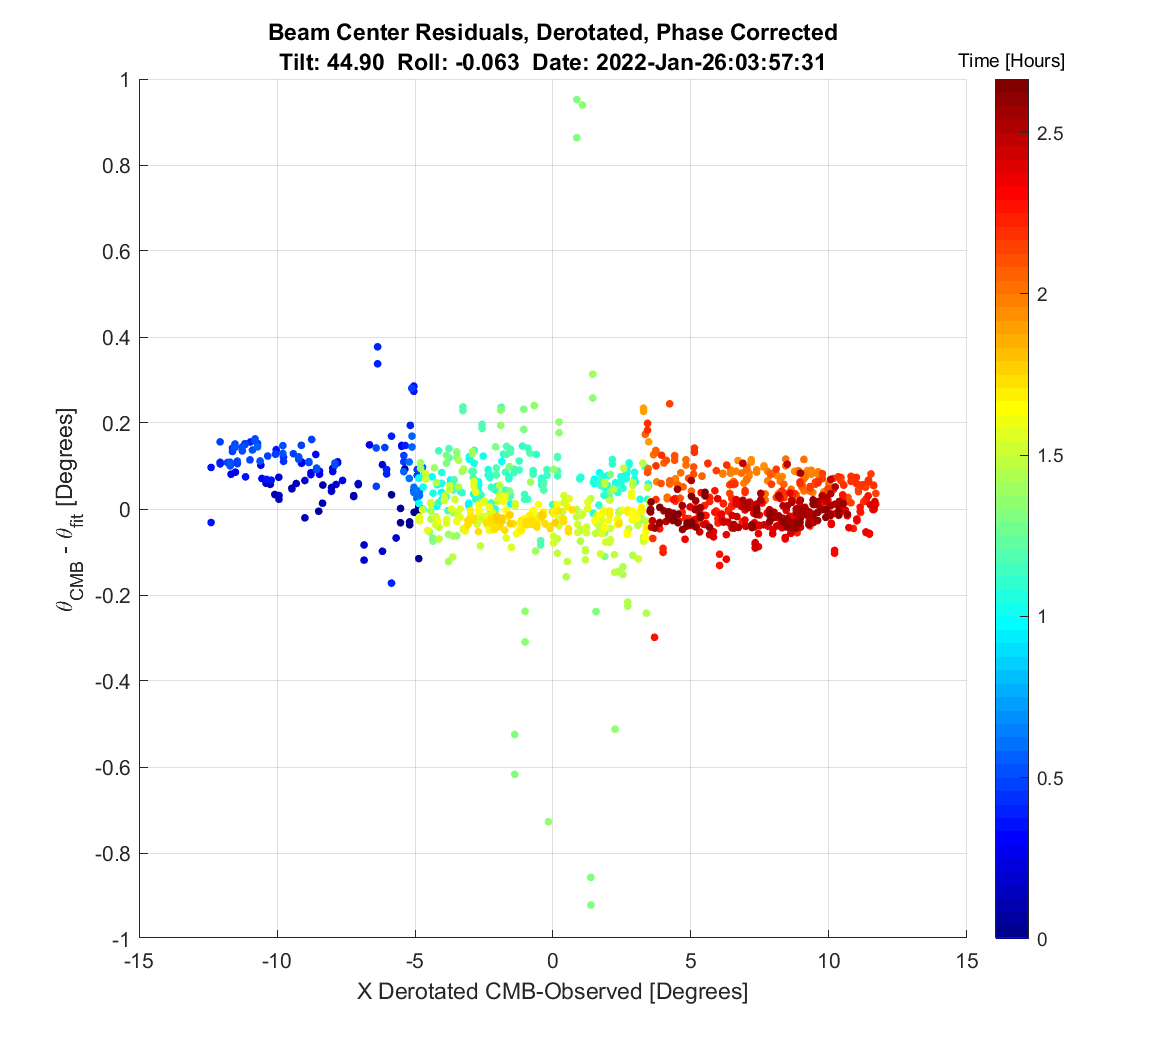 Beam Center Residuals, Derotated, Phase Corrected
Tilt: 44.90  Roll: -0.063  Date: 2022-Jan-26:03:57:31
Time [Hours]
1
0.8
0.6
0.4
0.2
0
-0.2
-0.4
-0.6
-0.8
-1
θCMB - θfit [Degrees]
-15 -10 -5 0 5 10 15
X Derotated CMB-Observed [Degrees]
2.5
2
1.5
1
0.5
0